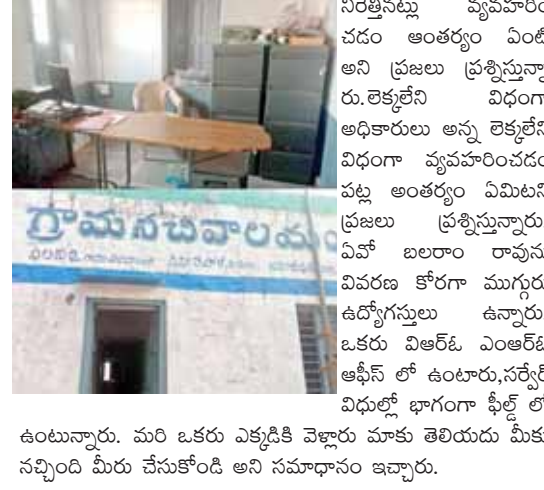 గ్రామ సచివాలయం
నిరెత్తినట్లు వ్యవహరిం
చడం ఆంతర్యం ఏంటి
అని ప్రజలు ప్రశ్నిస్తున్నా
రు.లెక్కలేని విధంగా
అధికారులు అన్న లెక్కలేని
విధంగా వ్యవహరించడం
పట్ల అంతర్యం ఏమిటని
ప్రజలు ప్రశ్నిస్తున్నారు.
ఏవో బలరాం రావును
వివరణ కోరగా ముగ్గురు
ఉద్యోగస్తులు ఉన్నారు.
ఒకరు విఆర్ఓ ఎంఆర్ఓ
ఆఫీస్ లో ఉంటారు,సర్వేర్
విధుల్లో భాగంగా ఫీల్డ్ లో
ఉంటున్నారు. మరి ఒకరు ఎక్కడికి వెళ్లారు మాకు తెలియదు మీకు
నచ్చింది మీరు చేసుకోండి అని సమాధానం ఇచ్చారు.